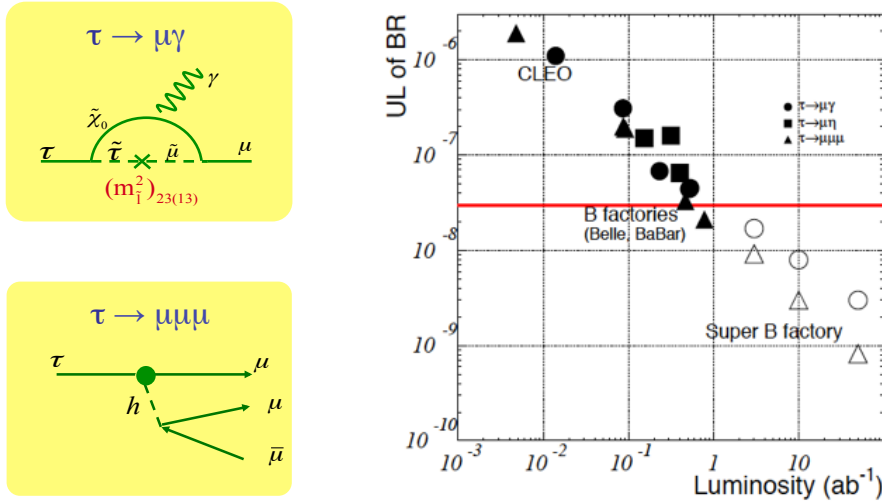 τ → μγ
γ
χ̃₀
τ τ̃ μ̃ μ
(m²_l̃)₂₃₍₁₃₎
τ → μμμ
τ μ
h μ
μ̄
UL of BR
10⁻⁶
CLEO
●τ→μγ
■τ→μη
▲τ→μμμ
10⁻⁷
B factories
(Belle, BaBar)
10⁻⁸
Super B factory
10⁻⁹
10⁻¹⁰
10⁻³ 10⁻² 10⁻¹ 1 10
Luminosity (ab⁻¹)